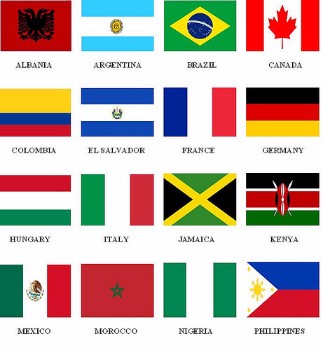 ALBANIA ARGENTINA BRAZIL CANADA
COLOMBIA EL SALVADOR FRANCE GERMANY
HUNGARY ITALY JAMAICA KENYA
MEXICO MOROCCO NIGERIA PHILIPPINES